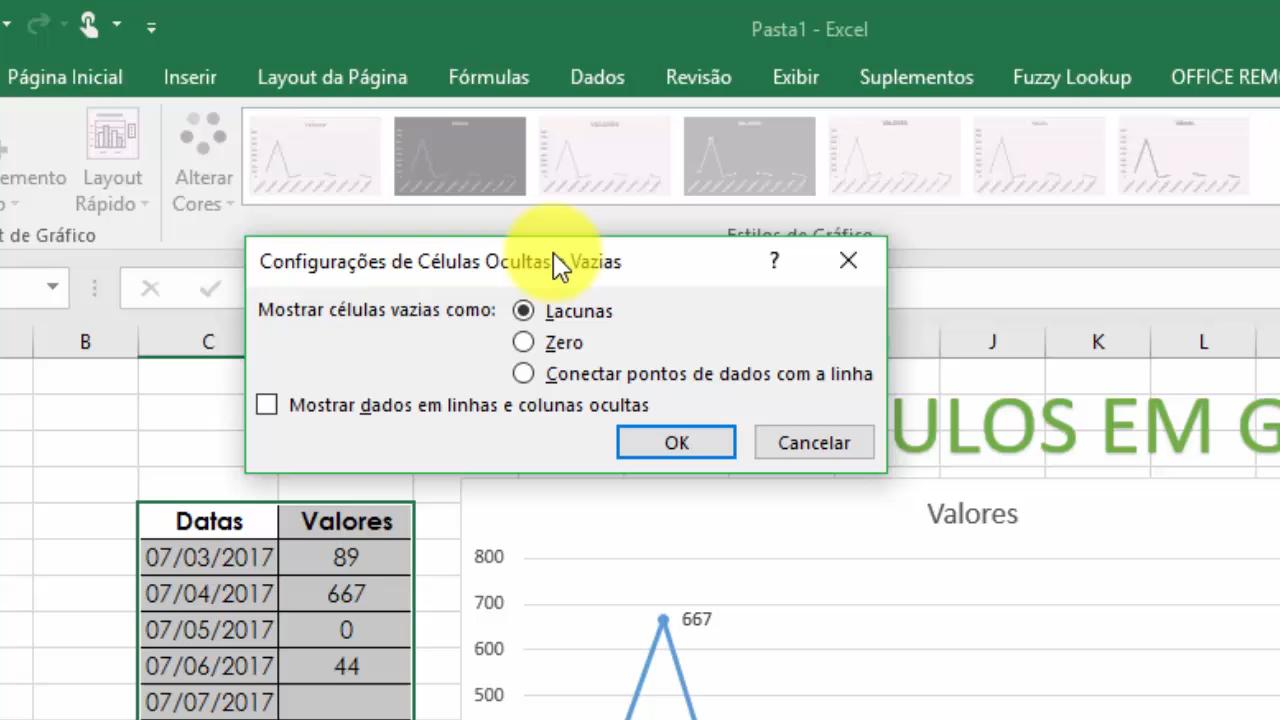 Pasta1 - Excel
Página Inicial Inserir Layout da Página Fórmulas Dados Revisão Exibir Suplementos Fuzzy Lookup OFFICE REM
emento
Layout
Rápido
Alterar
Cores
t de Gráfico
Estilos de Gráfico
Configurações de Células Ocultas e Vazias ?
Mostrar células vazias como: Lacunas
Zero
Conectar pontos de dados com a linha
Mostrar dados em linhas e colunas ocultas
OK Cancelar
B C J K L
ULOS EM G
Datas Valores
07/03/2017 89
07/04/2017 667
07/05/2017 0
07/06/2017 44
07/07/2017
Valores
800
700
667
600
500